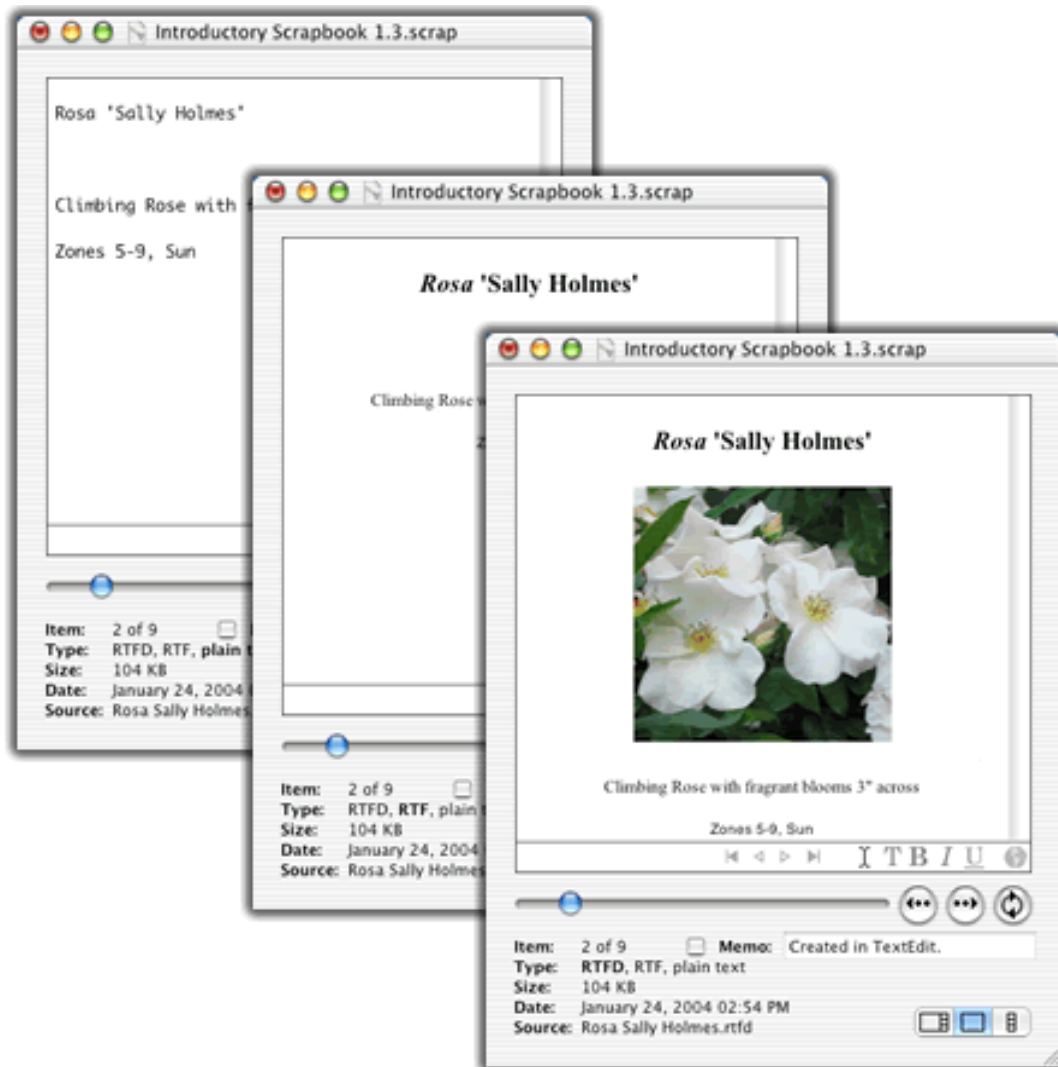 Introductory Scrapbook 1.3.scrap
Rosa 'Sally Holmes'
Climbing Rose with
Zones 5-9, Sun
Item: 2 of 9
Type: RTFD, RTF, plain
Size: 104 KB
Date: January 24, 2004
Source: Rosa Sally Holmes.
Introductory Scrapbook 1.3.scrap
Rosa 'Sally Holmes'
Climbing Rose
Item: 2 of 9
Type: RTFD, RTF, plain
Size: 104 KB
Date: January 24, 2004
Source: Rosa Sally Holmes
Introductory Scrapbook 1.3.scrap
Rosa 'Sally Holmes'
Climbing Rose with fragrant blooms 3" across
Zones 5-9, Sun
T B I U
Item: 2 of 9 Memo: Created in TextEdit.
Type: RTFD, RTF, plain text
Size: 104 KB
Date: January 24, 2004 02:54 PM
Source: Rosa Sally Holmes.rtfd